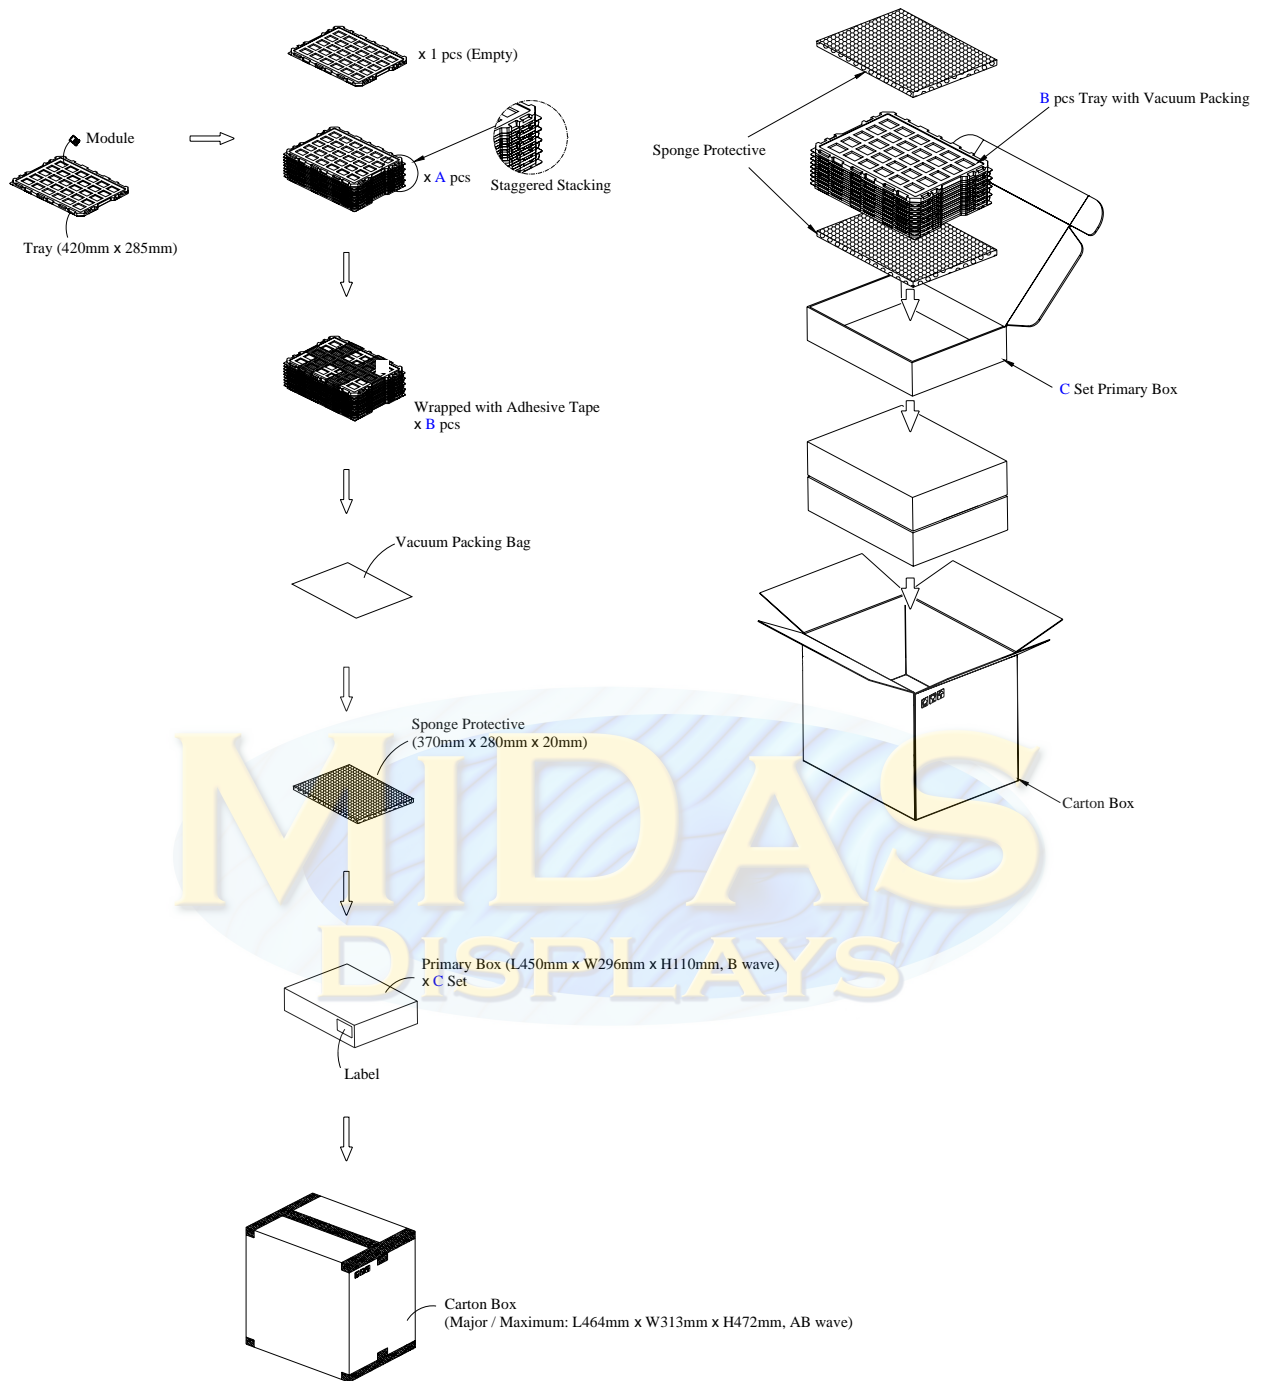 x 1 pcs (Empty)
Module
x A pcs
Staggered Stacking
Tray (420mm x 285mm)
Wrapped with Adhesive Tape
x B pcs
Vacuum Packing Bag
Sponge Protective
(370mm x 280mm x 20mm)
Primary Box (L450mm x W296mm x H110mm, B wave)
x C Set
Label
Carton Box
(Major / Maximum: L464mm x W313mm x H472mm, AB wave)
B pcs Tray with Vacuum Packing
Sponge Protective
C Set Primary Box
Carton Box
MIDAS
DISPLAYS